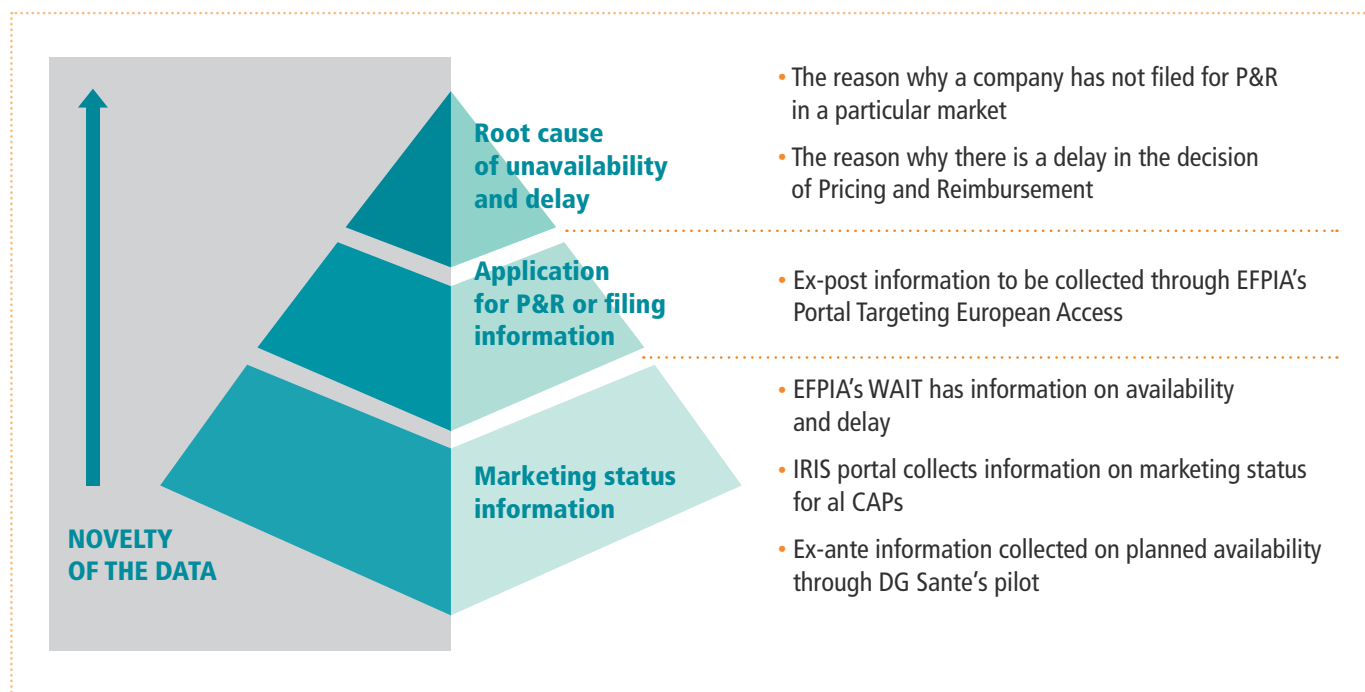 Root cause
of unavailability
and delay
• The reason why a company has not filed for P&R
in a particular market
• The reason why there is a delay in the decision
of Pricing and Reimbursement
Application
for P&R or filing
information
• Ex-post information to be collected through EFPIA’s
Portal Targeting European Access
Marketing status
information
• EFPIA’s WAIT has information on availability
and delay
• IRIS portal collects information on marketing status
for al CAPs
• Ex-ante information collected on planned availability
through DG Sante’s pilot
NOVELTY
OF THE DATA